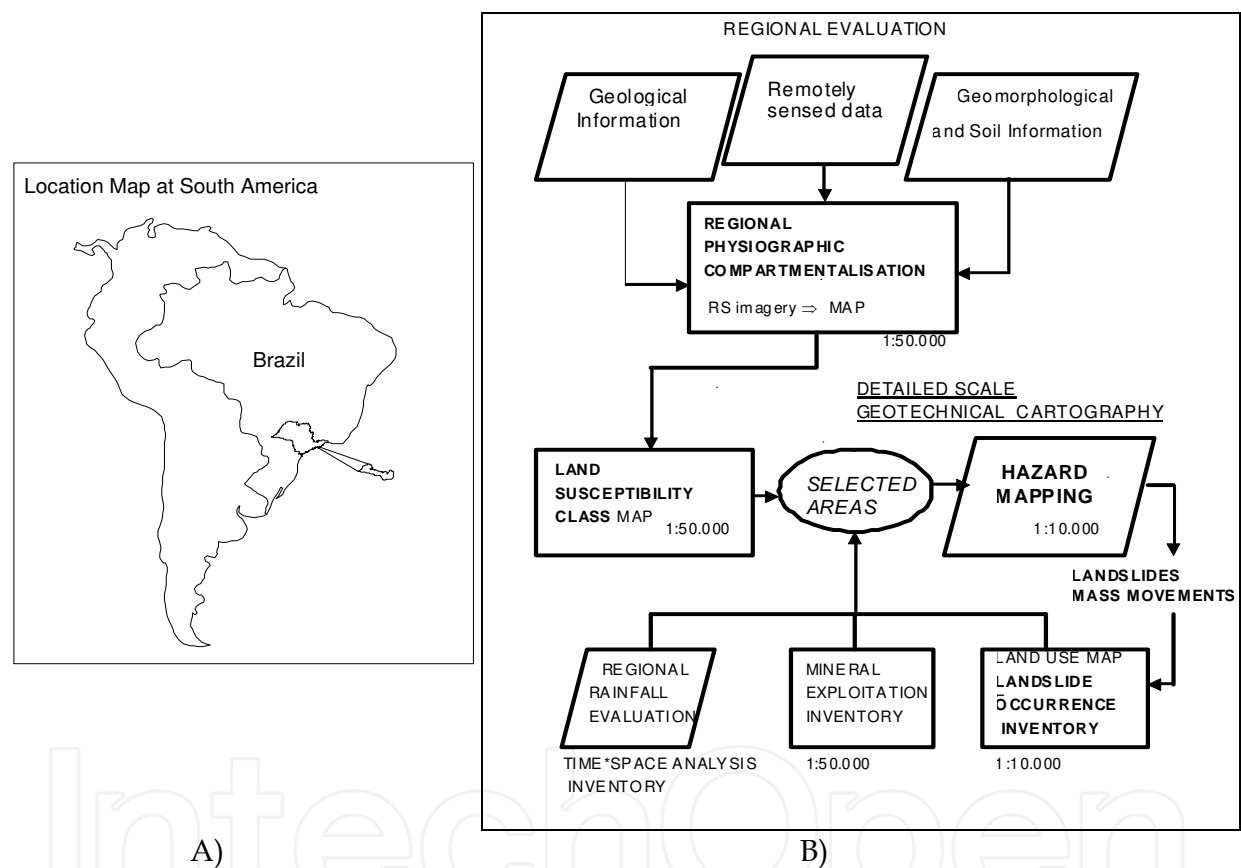 Location Map at South America
Brazil
A)
REGIONAL EVALUATION
Geological
Information
Remotely
sensed data
Geomorphological
and Soil Information
REGIONAL
PHYSIOGRAPHIC
COMPARTMENTALISATION
RS imagery ⇒ MAP
1:50.000
DETAILED SCALE
GEOTECHNICAL CARTOGRAPHY
LAND
SUSCEPTIBILITY
CLASS MAP
1:50.000
SELECTED
AREAS
HAZARD
MAPPING
1:10.000
LANDSLIDES
MASS MOVEMENTS
REGIONAL
RAINFALL
EVALUATION
TIME*SPACE ANALYSIS
INVENTORY
MINERAL
EXPLOITATION
INVENTORY
1:50.000
LAND USE MAP
LANDSLIDE
OCCURRENCE
INVENTORY
1:10.000
B)
IntechOpen